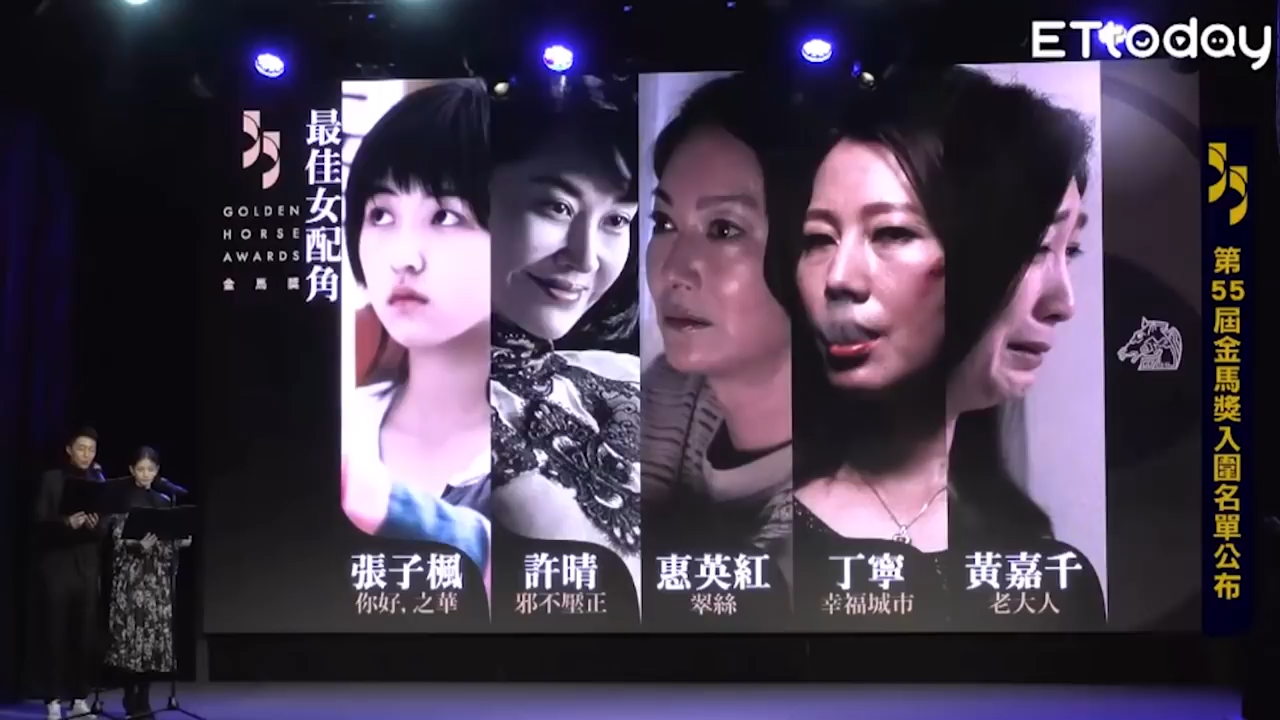 ETtoday
最佳女配角
GOLDEN
HORSE
AWARDS
金馬獎
張子楓
你好,之華
許晴
邪不壓正
惠英紅
翠絲
丁寧
幸福城市
黃嘉千
老大人
第55屆金馬獎入圍名單公布